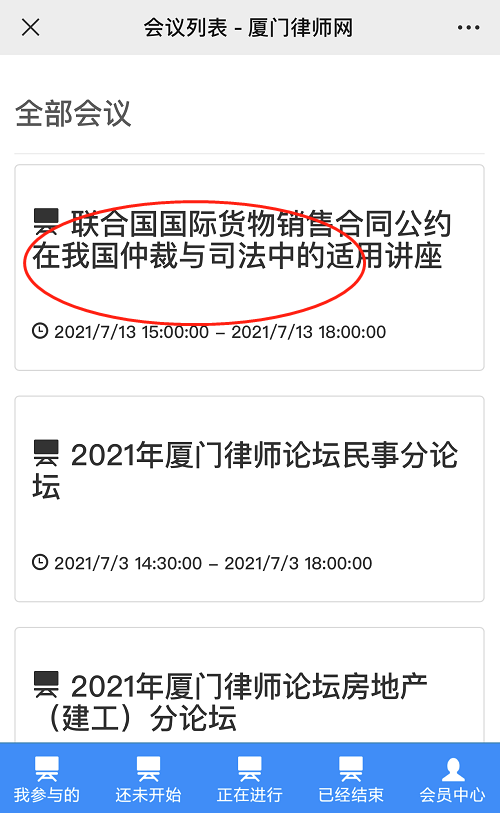 会议列表 - 厦门律师网
全部会议
联合国国际货物销售合同公约
在我国仲裁与司法中的适用讲座
2021/7/13 15:00:00 – 2021/7/13 18:00:00
2021年厦门律师论坛民事分论
坛
2021/7/3 14:30:00 – 2021/7/3 18:00:00
2021年厦门律师论坛房地产
（建工）分论坛
我参与的 还未开始 正在进行 已经结束 会员中心